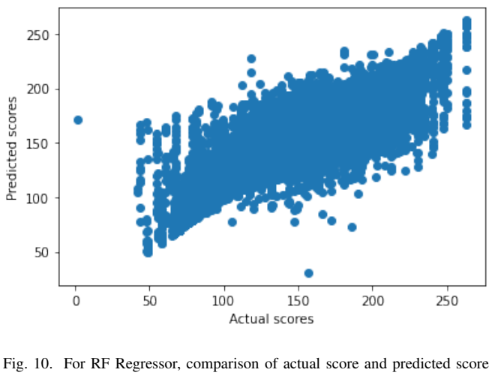 250
200
150
100
50
Predicted scores
0 50 100 150 200 250
Actual scores
Fig. 10. For RF Regressor, comparison of actual score and predicted score